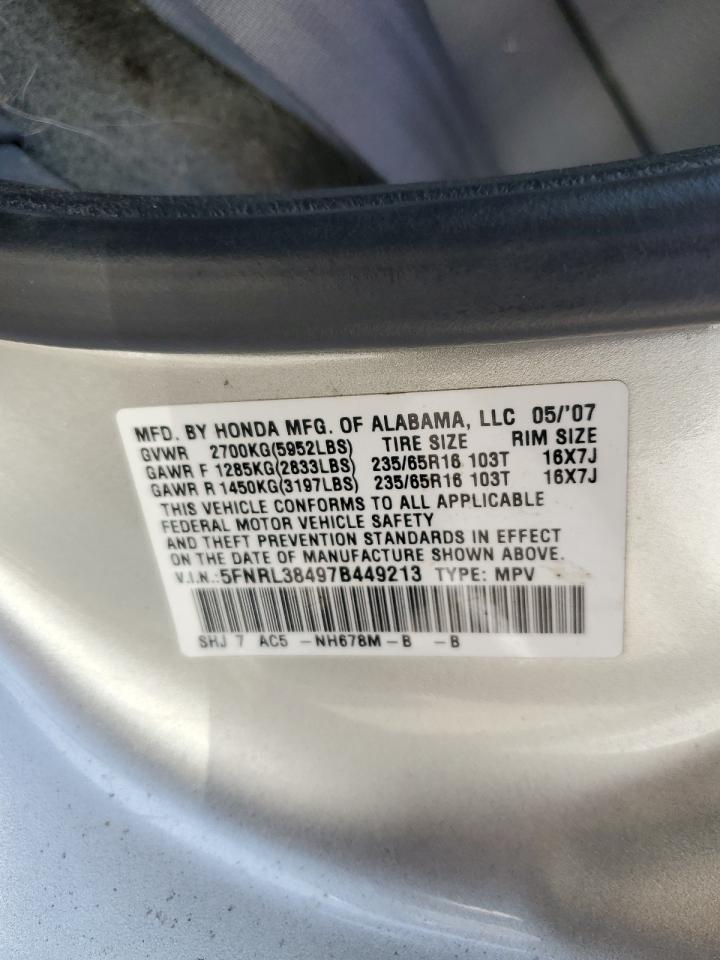 MFD. BY HONDA MFG. OF ALABAMA, LLC 05/'07
GVWR 2700KG(5952LBS) TIRE SIZE RIM SIZE
GAWR F 1285KG(2833LBS) 235/65R16 103T 16X7J
GAWR R 1450KG(3197LBS) 235/65R16 103T 16X7J
THIS VEHICLE CONFORMS TO ALL APPLICABLE
FEDERAL MOTOR VEHICLE SAFETY
AND THEFT PREVENTION STANDARDS IN EFFECT
ON THE DATE OF MANUFACTURE SHOWN ABOVE.
V.I.N.:5FNRL38497B449213 TYPE: MPV
SHJ 7 AC5 -NH678M-B -B